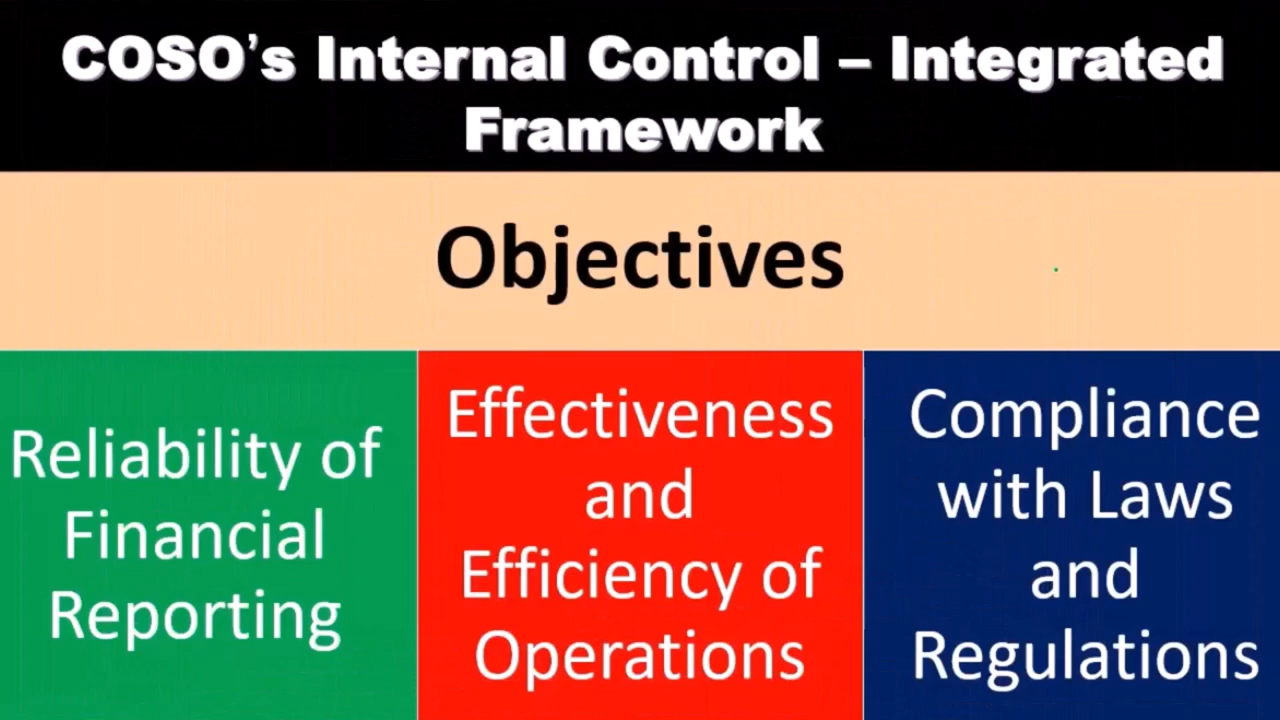 COSO’s Internal Control – Integrated
Framework
Objectives
Reliability of
Financial
Reporting
Effectiveness
and
Efficiency of
Operations
Compliance
with Laws
and
Regulations